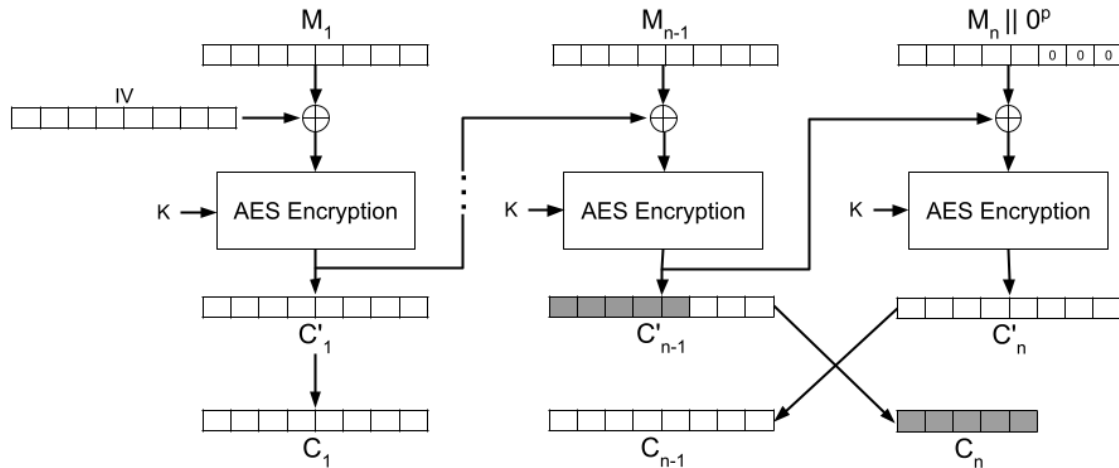 M₁ Mₙ₋₁ Mₙ || 0ᵖ
0 0 0
IV
K AES Encryption K AES Encryption K AES Encryption
C'₁ C'ₙ₋₁ C'ₙ
C₁ Cₙ₋₁ Cₙ